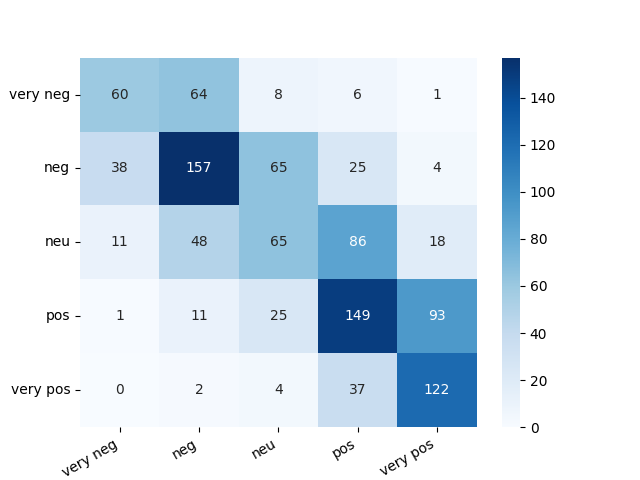 very neg 60 64 8 6 1
neg 38 157 65 25 4
neu 11 48 65 86 18
pos 1 11 25 149 93
very pos 0 2 4 37 122
very neg neg neu pos very pos
140
120
100
80
60
40
20
0